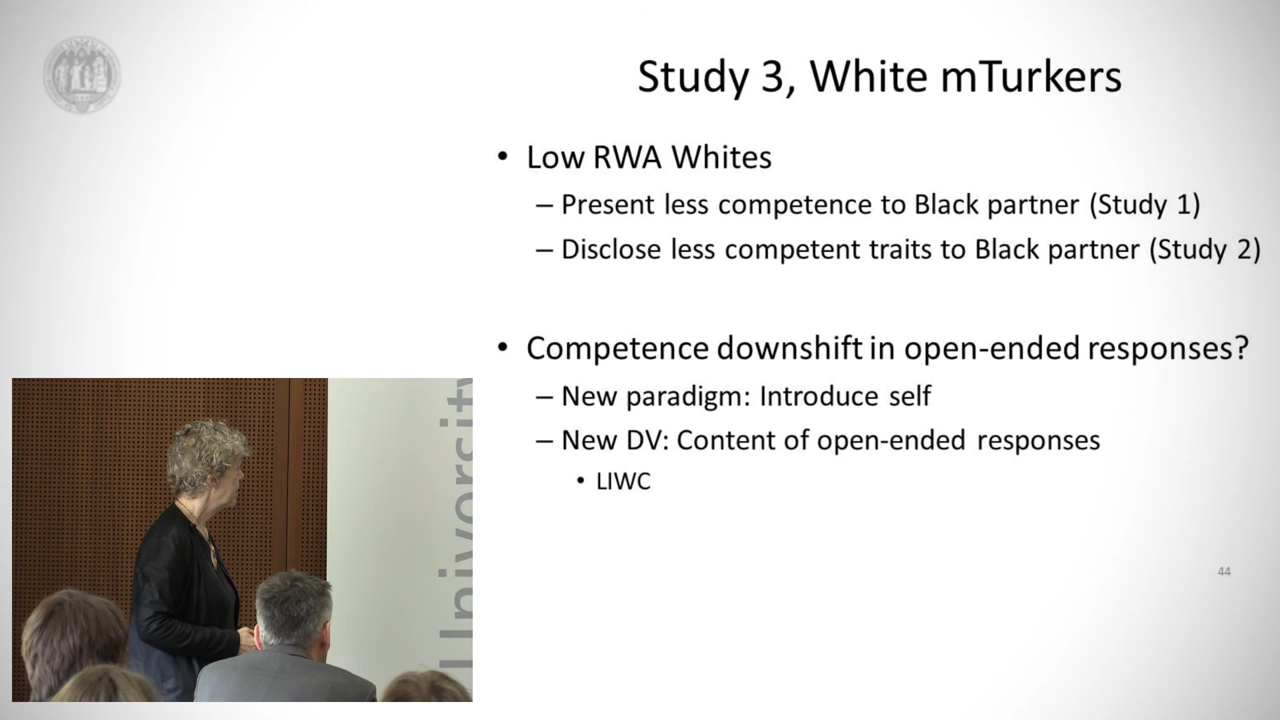 Study 3, White mTurkers
• Low RWA Whites
– Present less competence to Black partner (Study 1)
– Disclose less competent traits to Black partner (Study 2)
• Competence downshift in open-ended responses?
– New paradigm: Introduce self
– New DV: Content of open-ended responses
• LIWC
44
University